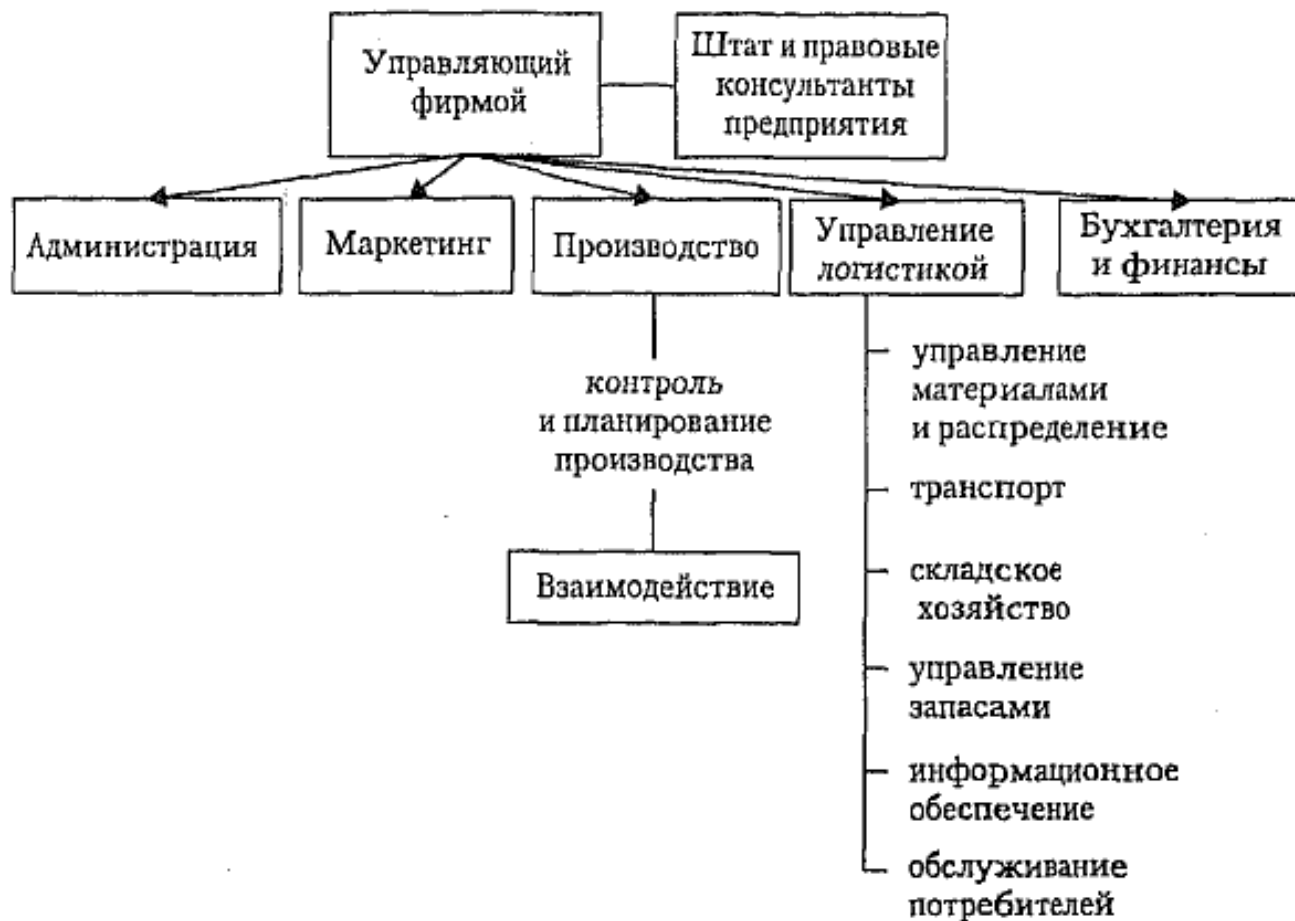 Управляющий
фирмой
Штат и правовые
консультанты
предприятия
Администрация
Маркетинг
Производство
Управление
логистикой
Бухгалтерия
и финансы
контроль
и планирование
производства
Взаимодействие
управление
материалами
и распределение
транспорт
складское
хозяйство
управление
запасами
информационное
обеспечение
обслуживание
потребителей